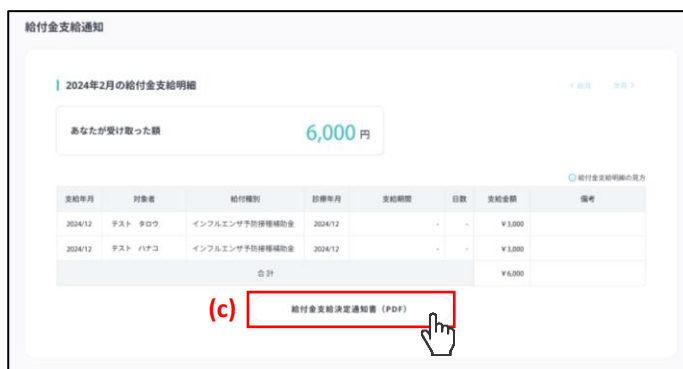 給付金支給通知
2024年2月の給付金支給明細
あなたが受け取った額
6,000 円
給付金支給明細の見方
支給年月 対象者 給付種別 診療年月 支給期間 日数 支給金額 備考
2024/12 テスト タロウ インフルエンザ予防接種補助金 2024/12 - - ¥3,000
2024/12 テスト ハナコ インフルエンザ予防接種補助金 2024/12 - - ¥3,000
合計 ¥6,000
(c) 給付金支給決定通知書（PDF）